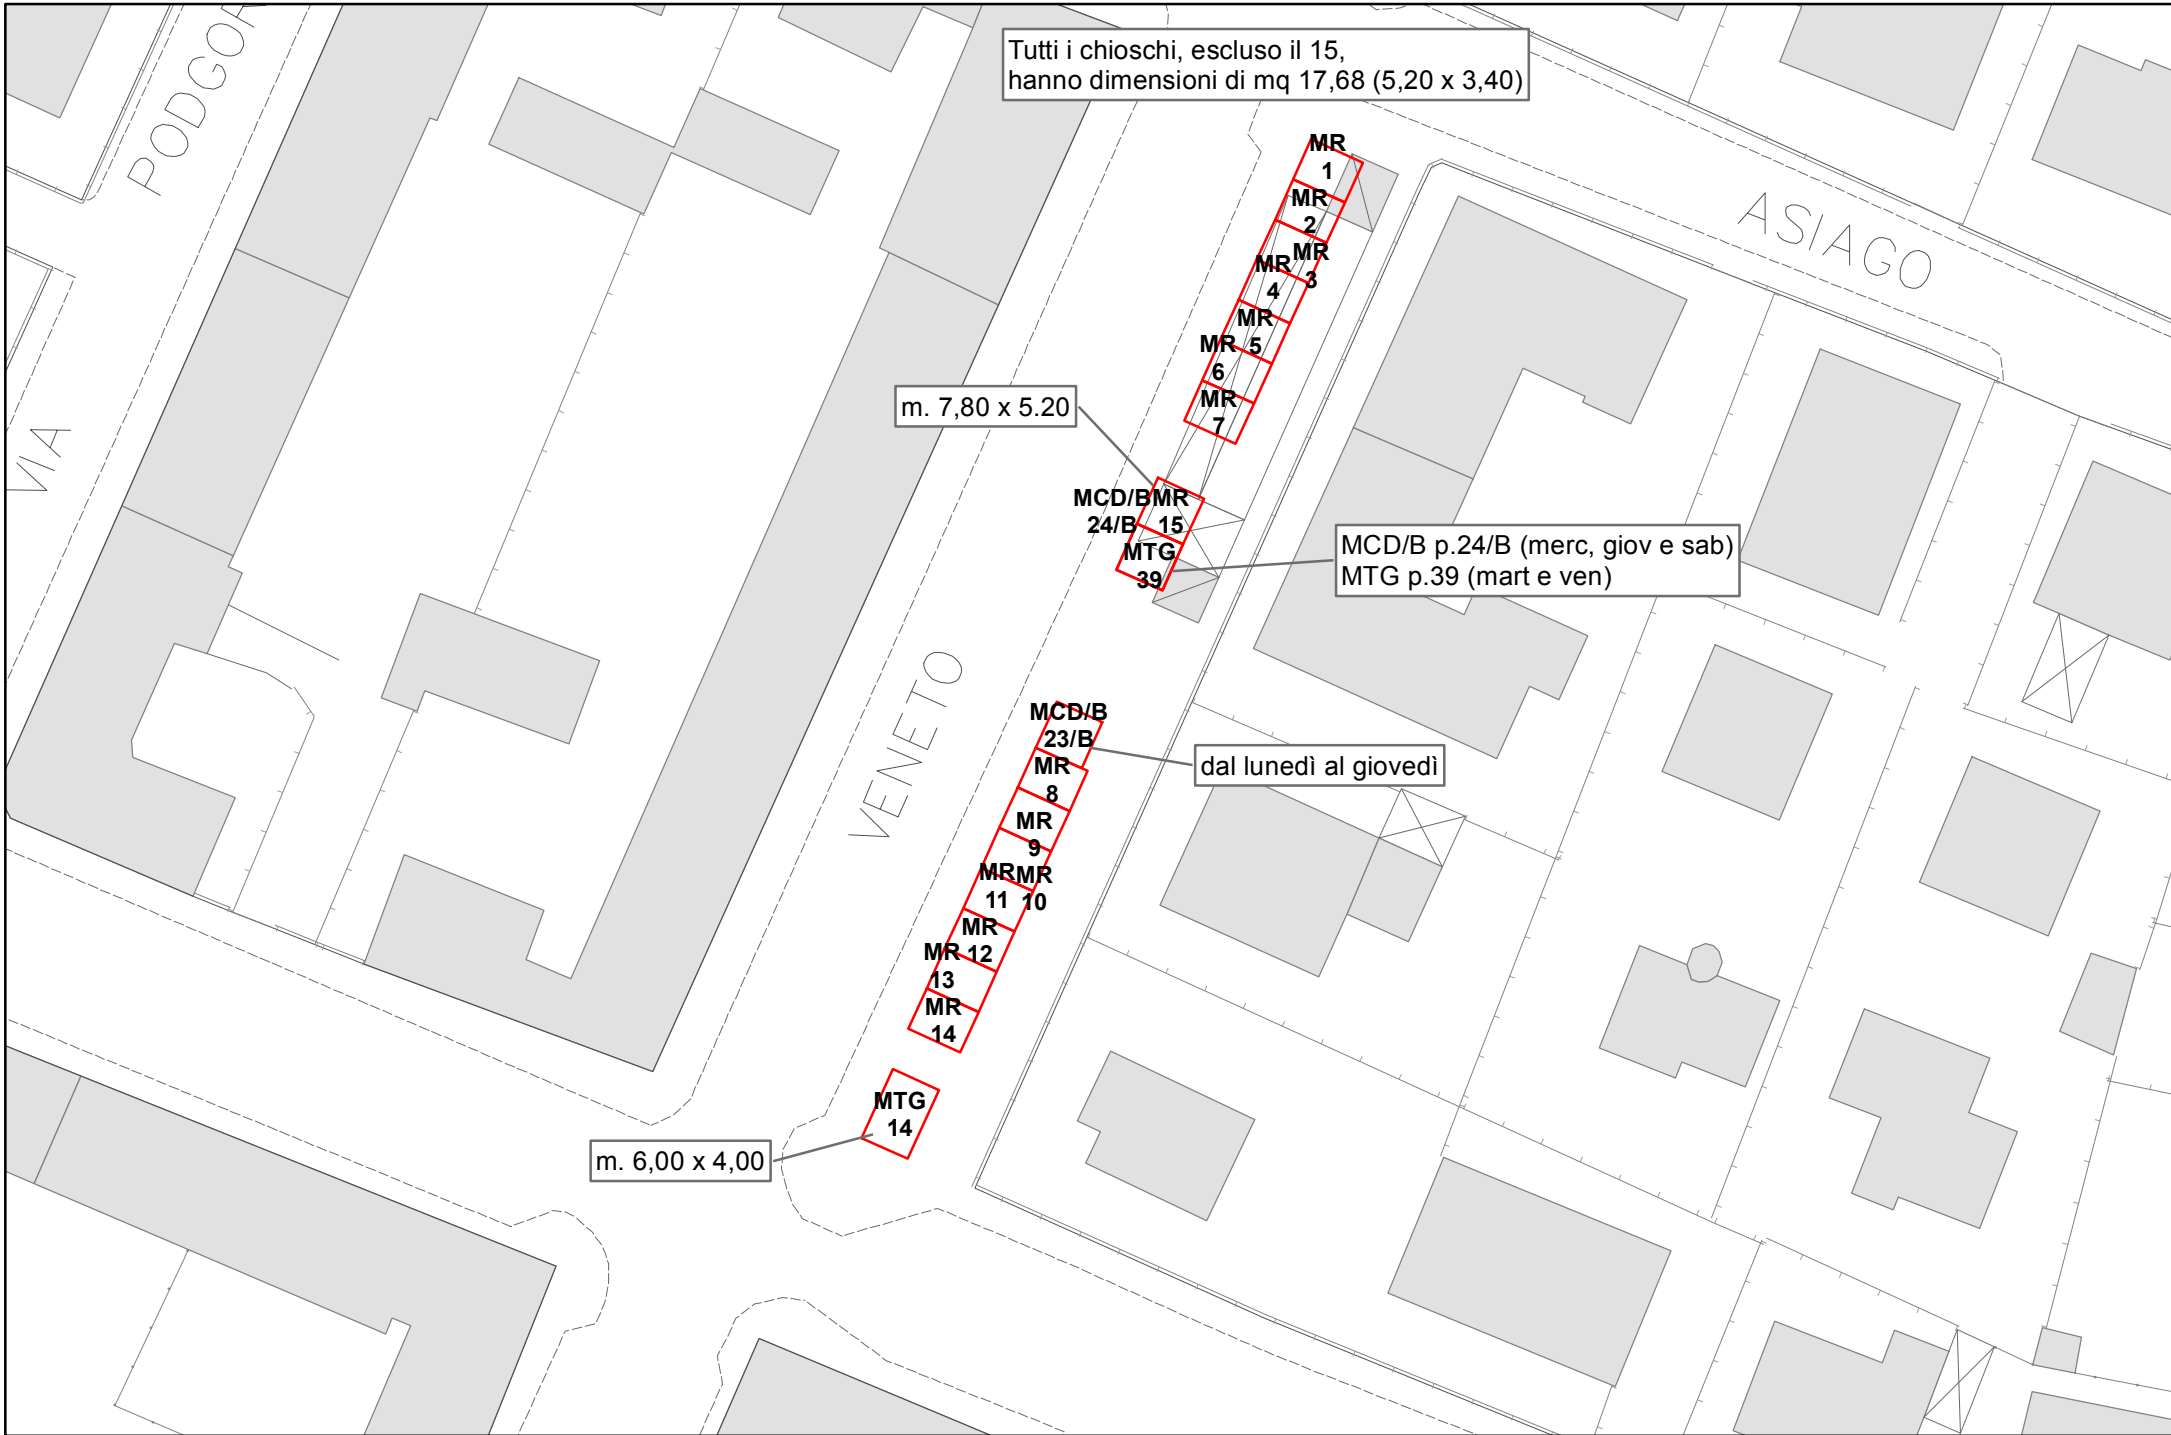 Tutti i chioschi, escluso il 15,
hanno dimensioni di mq 17,68 (5,20 x 3,40)
VIA
ASIAGO
MR
1
MR
2
MR
3
MR
4
MR
5
MR
6
MR
7
m. 7,80 x 5.20
MCD/B
24/B
MR
15
MTG
39
MCD/B p.24/B (merc, giov e sab)
MTG p.39 (mart e ven)
VENETO
MCD/B
23/B
dal lunedì al giovedì
MR
8
MR
9
MR
10
MR
11
MR
12
MR
13
MR
14
MTG
14
m. 6,00 x 4,00